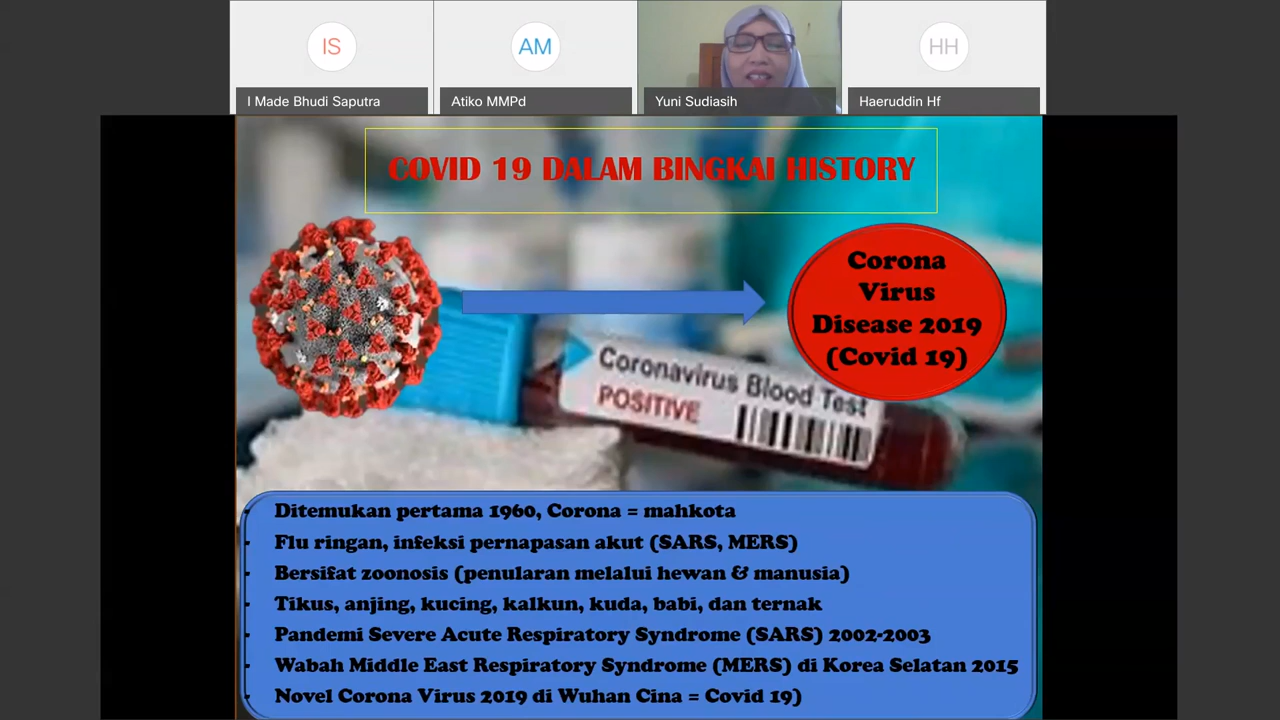 IS
AM
HH
I Made Bhudi Saputra
Atiko MMPd
Yuni Sudiasih
Haeruddin Hf
COVID 19 DALAM BINGKAI HISTORY
Corona
Virus
Disease 2019
(Covid 19)
Coronavirus Blood Test
POSITIVE
Ditemukan pertama 1960, Corona = mahkota
Flu ringan, infeksi pernapasan akut (SARS, MERS)
Bersifat zoonosis (penularan melalui hewan & manusia)
Tikus, anjing, kucing, kalkun, kuda, babi, dan ternak
Pandemi Severe Acute Respiratory Syndrome (SARS) 2002-2003
Wabah Middle East Respiratory Syndrome (MERS) di Korea Selatan 2015
Novel Corona Virus 2019 di Wuhan Cina = Covid 19)